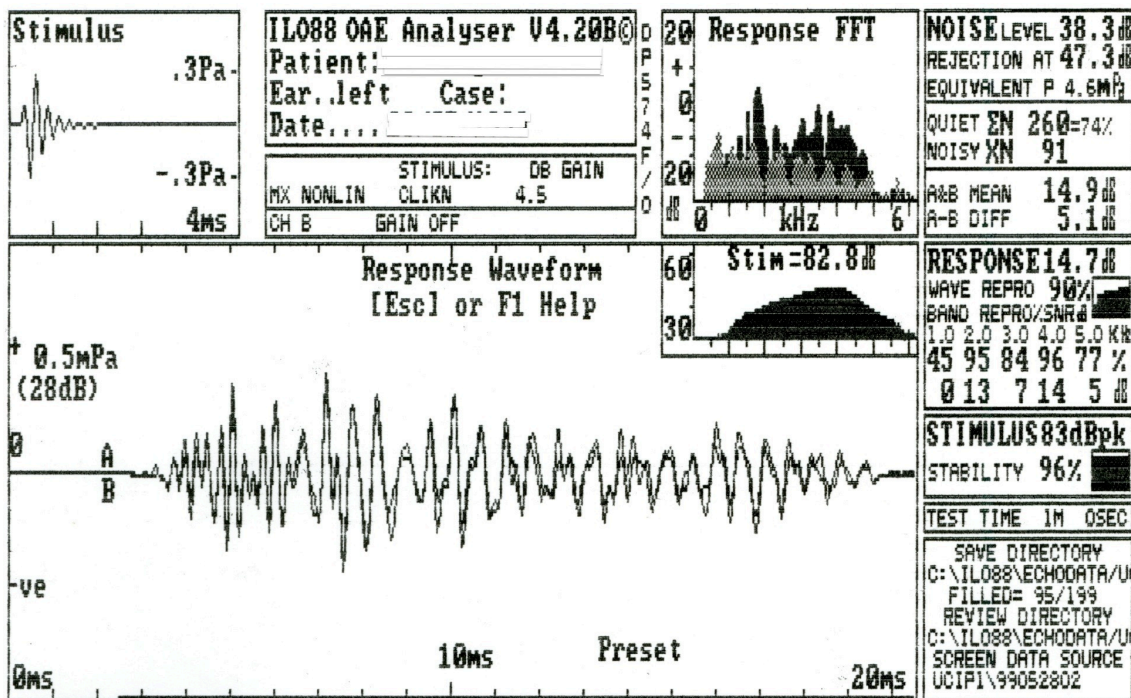 Stimulus
.3Pa-
-.3Pa-
4ms
ILO88 OAE Analyser V4.20B©
Patient:
Ear..left Case:
Date....
STIMULUS: DB GAIN
MX NONLIN CLIKN 4.5
CH B GAIN OFF
DPS74F/O
20 Response FFT
+
0
-
20
dB 0 kHz 6
NOISE LEVEL 38.3dB
REJECTION AT 47.3dB
EQUIVALENT P 4.6MPa
QUIET ΣN 260=74%
NOISY XN 91
A&B MEAN 14.9dB
A-B DIFF 5.1dB
Response Waveform
[Esc] or F1 Help
+ 0.5mPa
(28dB)
0
A
B
-ve
0ms
10ms
Preset
20ms
60 Stim=82.8dB
30
RESPONSE 14.7dB
WAVE REPRO 90%
BAND REPRO%SNRdB
1.0 2.0 3.0 4.0 5.0 KHz
45 95 84 96 77 %
0 13 7 14 5 dB
STIMULUS 83dBpk
STABILITY 96%
TEST TIME 1M 0SEC
SAVE DIRECTORY
C:\ILO88\ECHODATA/U
FILLED= 95/199
REVIEW DIRECTORY
C:\ILO88\ECHODATA/U
SCREEN DATA SOURCE
UCIP1\99052802